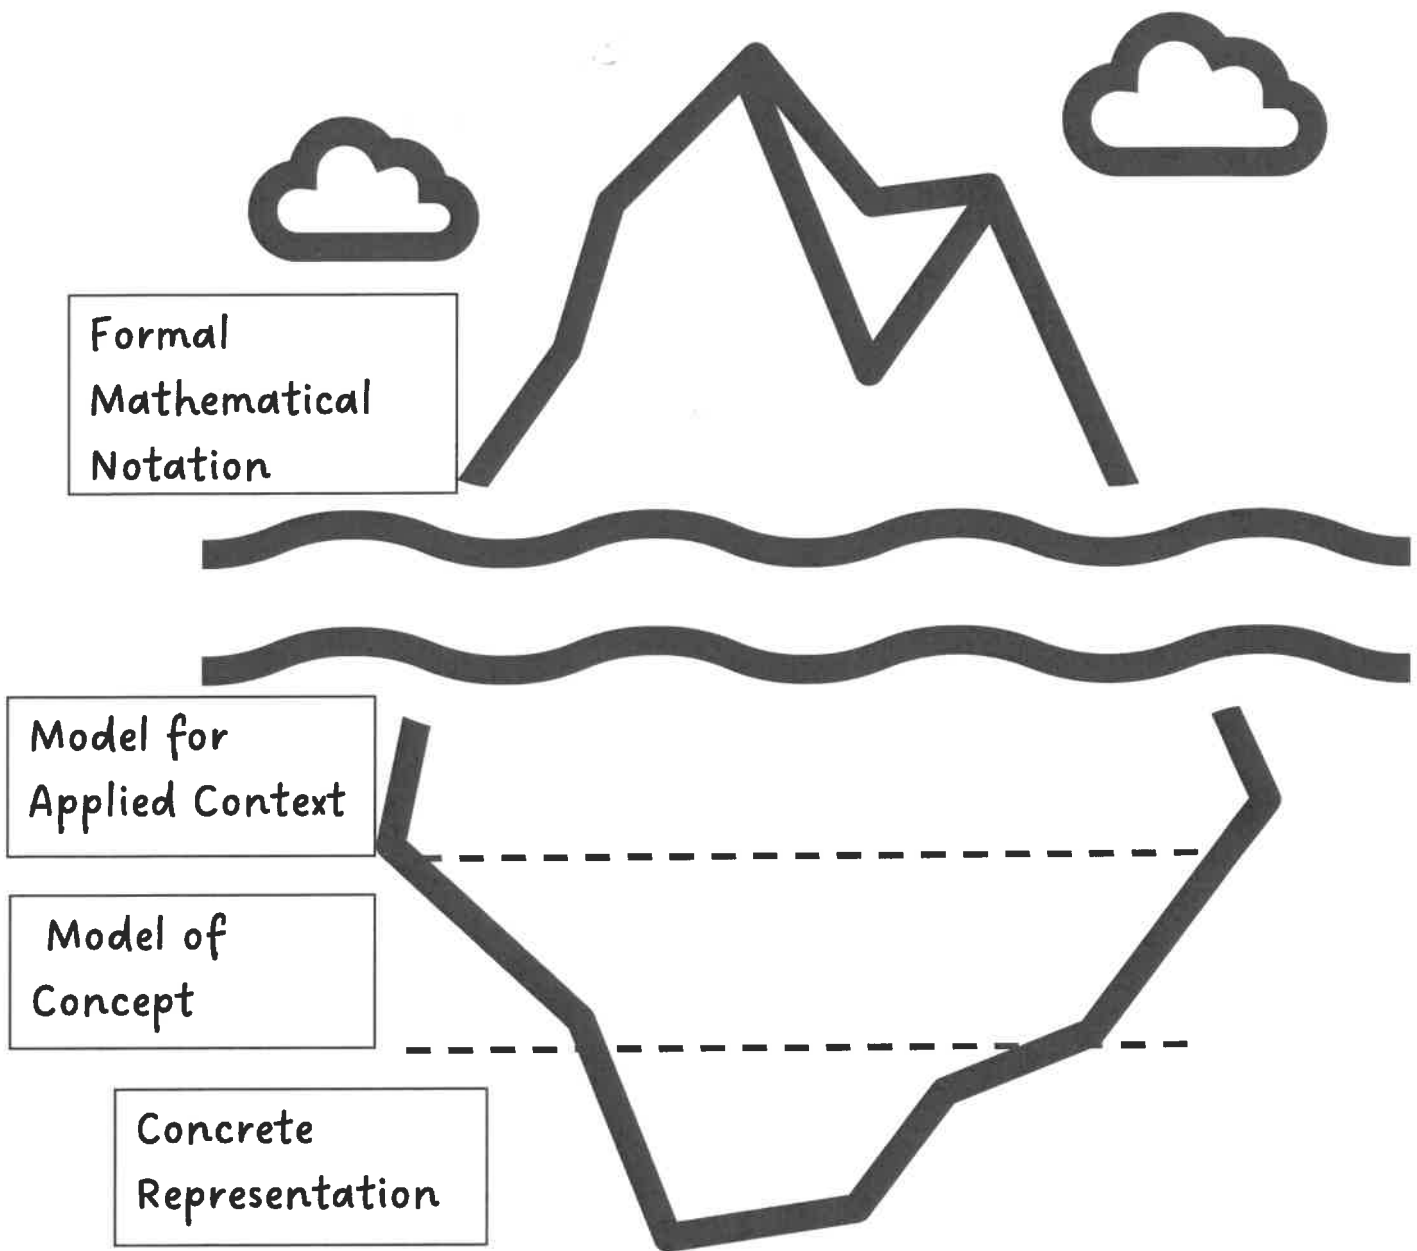 Formal
Mathematical
Notation
Model for
Applied Context
Model of
Concept
Concrete
Representation